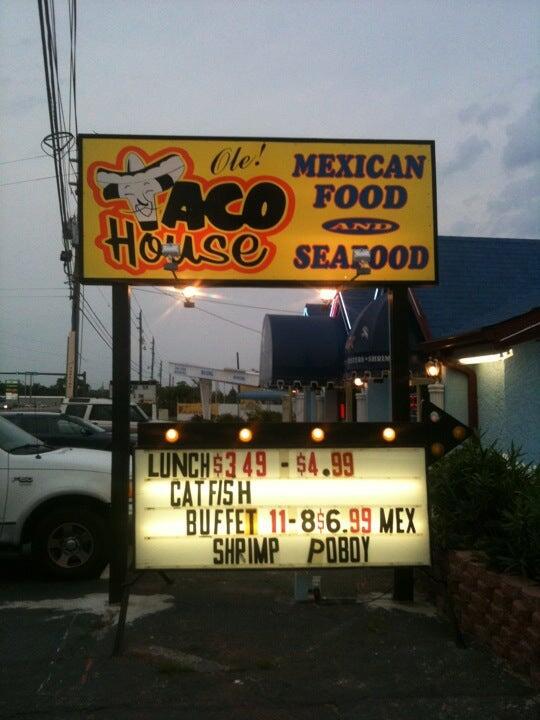 Ole!
TACO
House
MEXICAN
FOOD
AND
SEAFOOD
LUNCH $3 49 - $4.99
CATFISH
BUFFET 11-8 $6.99 MEX
SHRIMP POBOY